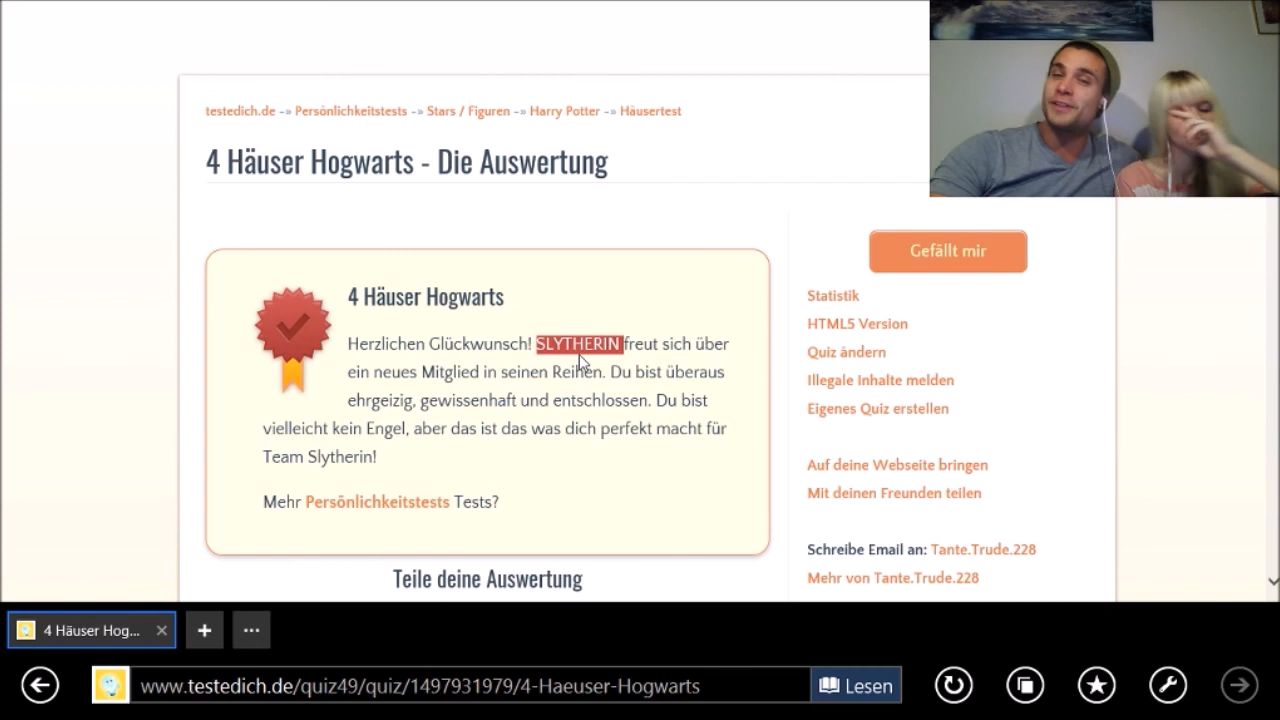 testedich.de -» Persönlichkeitstests -» Stars / Figuren -» Harry Potter -» Häusertest
4 Häuser Hogwarts - Die Auswertung
4 Häuser Hogwarts
Herzlichen Glückwunsch! SLYTHERIN freut sich über
ein neues Mitglied in seinen Reihen. Du bist überaus
ehrgeizig, gewissenhaft und entschlossen. Du bist
vielleicht kein Engel, aber das ist das was dich perfekt macht für
Team Slytherin!
Mehr Persönlichkeitstests Tests?
Teile deine Auswertung
Gefällt mir
Statistik
HTML5 Version
Quiz ändern
Illegale Inhalte melden
Eigenes Quiz erstellen
Auf deine Webseite bringen
Mit deinen Freunden teilen
Schreibe Email an: Tante.Trude.228
Mehr von Tante.Trude.228
4 Häuser Hog...
www.testedich.de/quiz49/quiz/1497931979/4-Haeuser-Hogwarts
Lesen